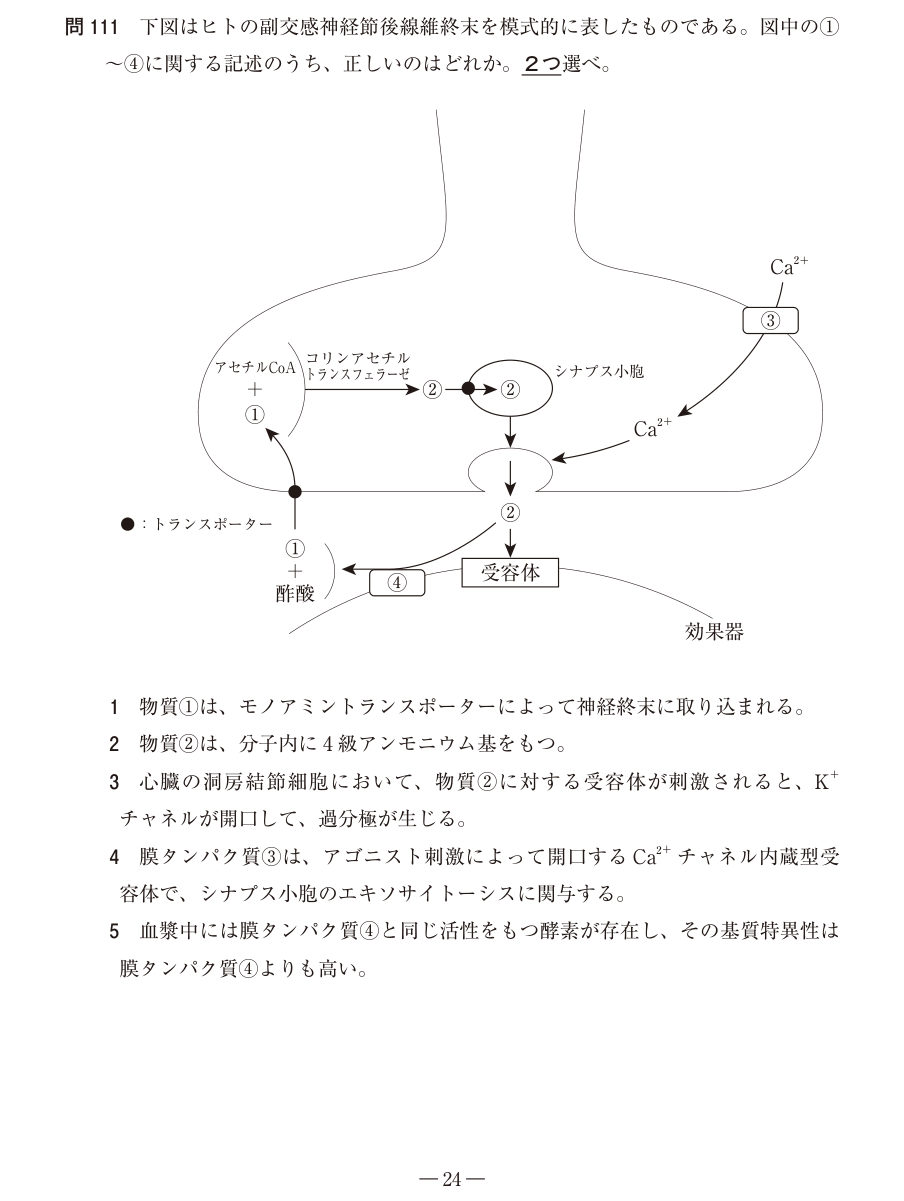 問 111　下図はヒトの副交感神経節後線維終末を模式的に表したものである。図中の①
～④に関する記述のうち、正しいのはどれか。２つ選べ。
Ca²⁺
③
アセチルCoA
+
①
コリンアセチル
トランスフェラーゼ
②
②
シナプス小胞
Ca²⁺
②
●：トランスポーター
①
+
酢酸
④
受容体
効果器
1　物質①は、モノアミントランスポーターによって神経終末に取り込まれる。
2　物質②は、分子内に４級アンモニウム基をもつ。
3　心臓の洞房結節細胞において、物質②に対する受容体が刺激されると、K⁺
チャネルが開口して、過分極が生じる。
4　膜タンパク質③は、アゴニスト刺激によって開口する Ca²⁺ チャネル内蔵型受
容体で、シナプス小胞のエキソサイトーシスに関与する。
5　血漿中には膜タンパク質④と同じ活性をもつ酵素が存在し、その基質特異性は
膜タンパク質④よりも高い。
― 24 ―